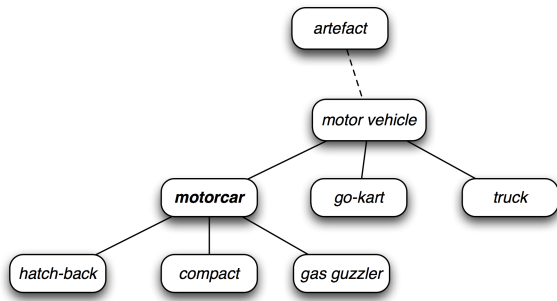 artefact
motor vehicle
motorcar
go-kart
truck
hatch-back
compact
gas guzzler